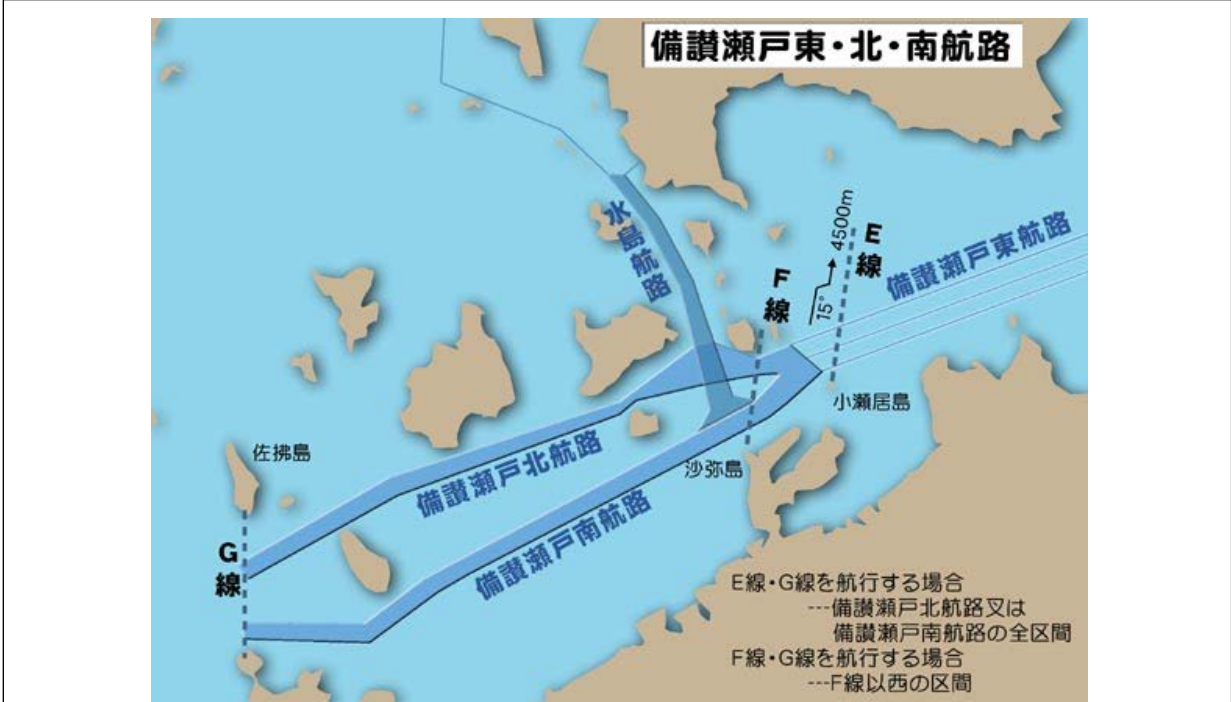 備讃瀬戸東・北・南航路
水島航路
F線
15°
4500m
E線
備讃瀬戸東航路
小瀬居島
佐拂島
備讃瀬戸北航路
沙弥島
備讃瀬戸南航路
G線
E線・G線を航行する場合
---備讃瀬戸北航路又は
備讃瀬戸南航路の全区間
F線・G線を航行する場合
---F線以西の区間